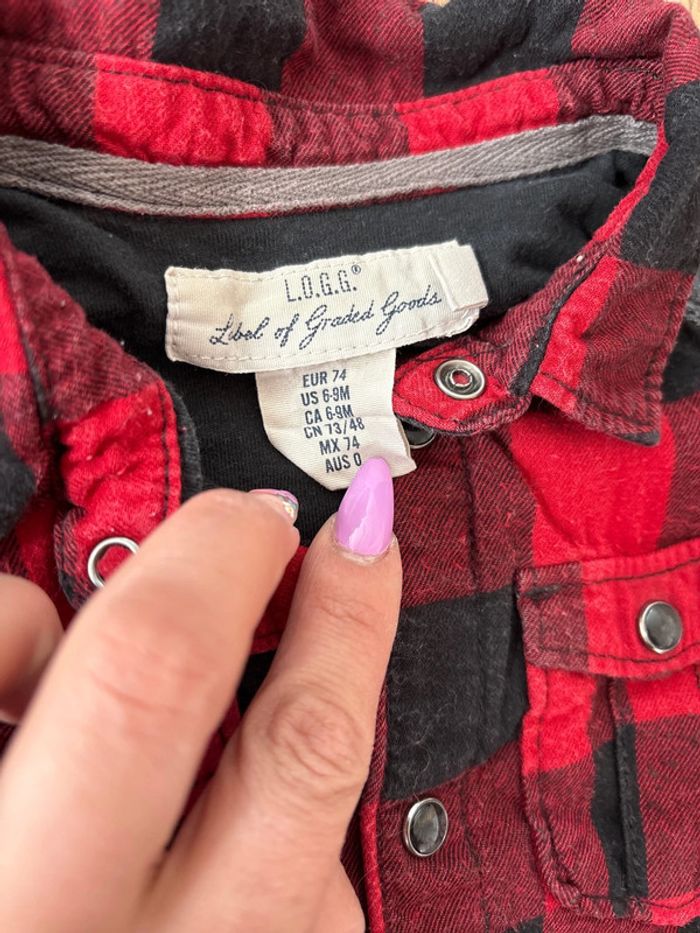 L.O.G.G.®
Label of Graded Goods
EUR 74
US 6-9M
CA 6-9M
CN 73/48
MX 74
AUS 0